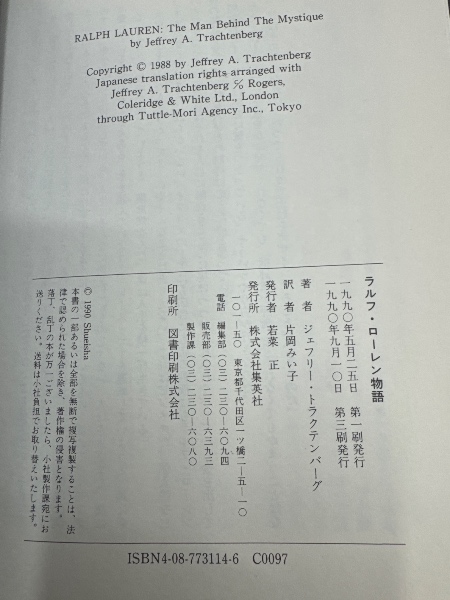 RALPH LAUREN: The Man Behind The Mystique
by Jeffrey A. Trachtenberg
Copyright © 1988 by Jeffrey A. Trachtenberg
Japanese translation rights arranged with
Jeffrey A. Trachtenberg c/o Rogers,
Coleridge & White Ltd., London
through Tuttle-Mori Agency Inc., Tokyo
ラルフ・ローレン物語
一九九〇年五月二五日 第一刷発行
一九九〇年九月一〇日 第三刷発行
著者 ジェフリー・トラクテンバーグ
訳者 片岡みい子
発行者 若菜 正
発行所 株式会社集英社
一〇一-五〇 東京都千代田区一ツ橋二-五-一〇
電話 編集部(〇三)二三〇-六〇九四
販売部(〇三)二三〇-六三九三
製作課(〇三)二三〇-六〇八〇
印刷所 図書印刷株式会社
© 1990 Shueisha
本書の一部あるいは全部を無断で複写複製することは、法
律で認められた場合を除き、著作権の侵害となります。
落丁、乱丁の本が万一ございましたら、小社製作課宛にお
送りください。送料は小社負担でお取り替えいたします。
ISBN4-08-773114-6 C0097